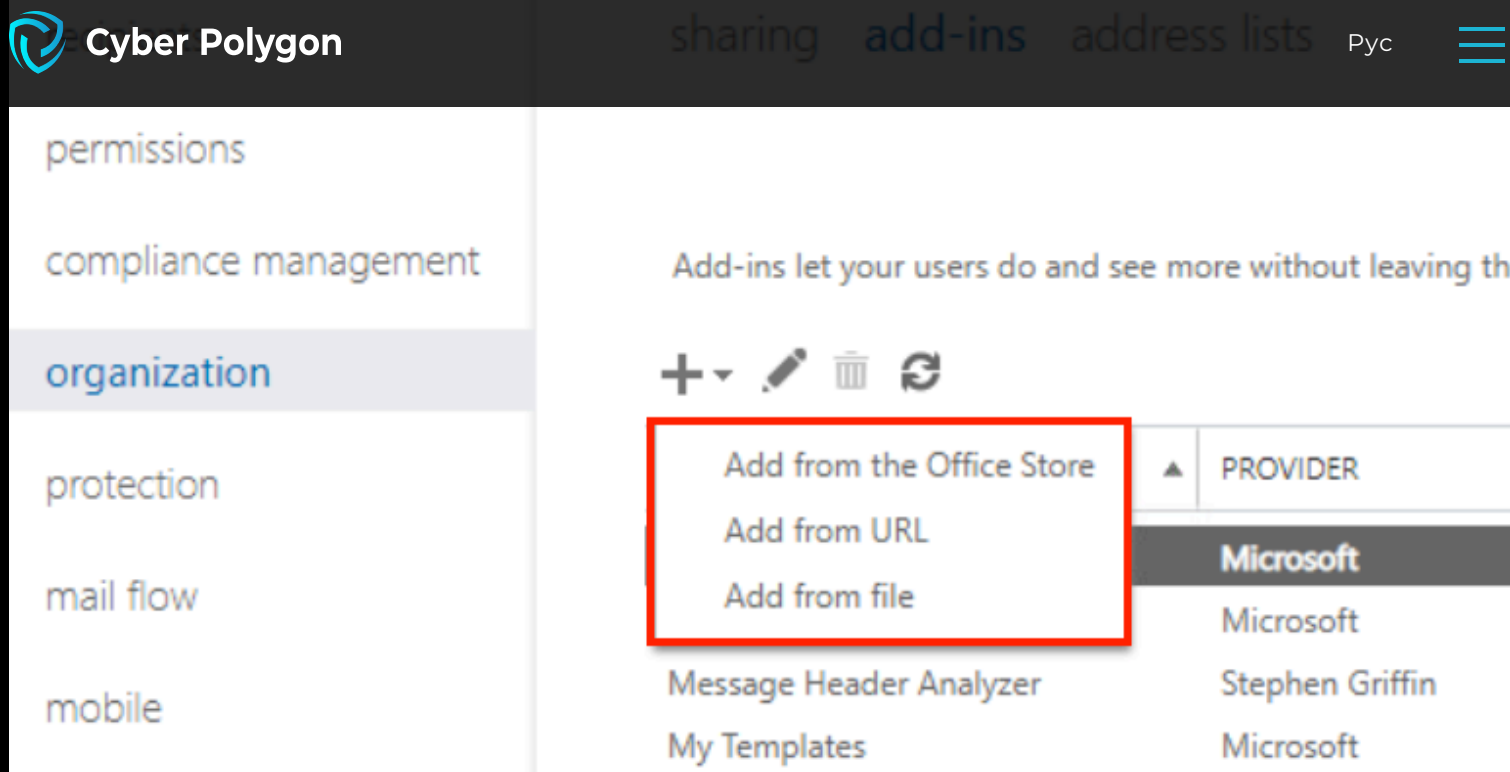 recipients
Cyber Polygon
sharing add-ins address lists
Рус
permissions
compliance management
organization
protection
mail flow
mobile
Add-ins let your users do and see more without leaving th
Add from the Office Store
Add from URL
Add from file
PROVIDER
Microsoft
Microsoft
Message Header Analyzer Stephen Griffin
My Templates Microsoft